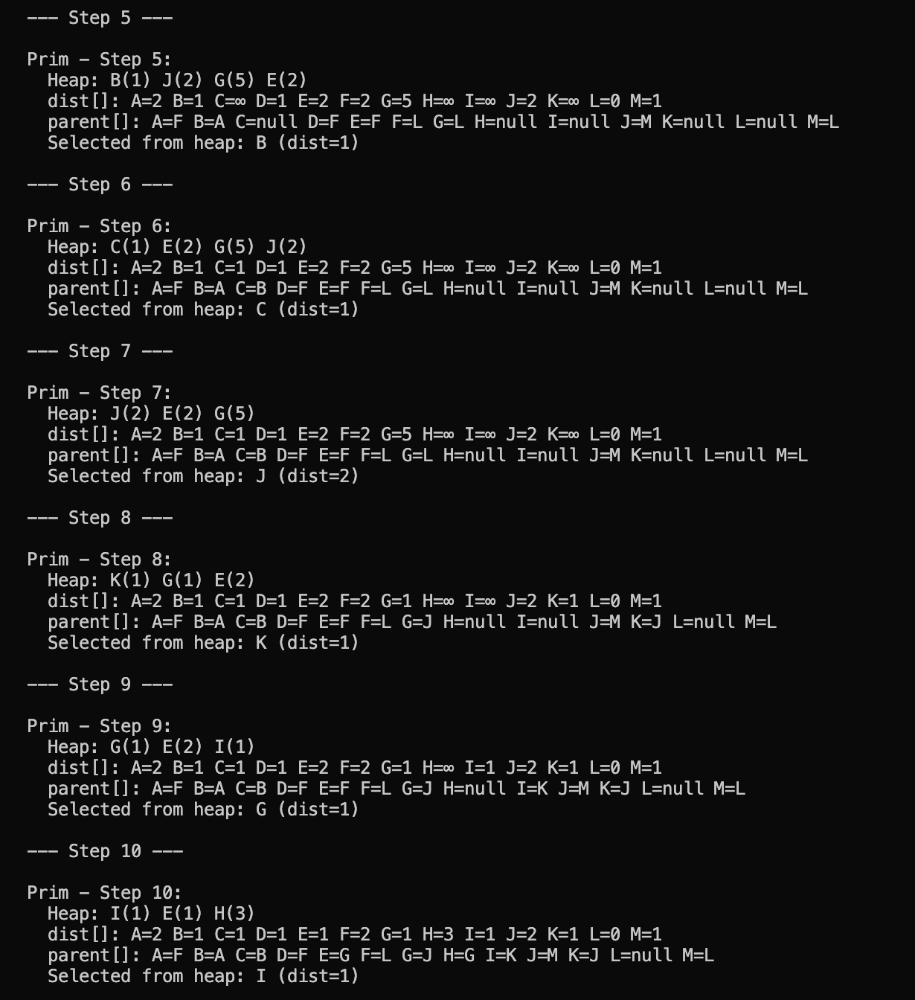 --- Step 5 ---
Prim - Step 5:
Heap: B(1) J(2) G(5) E(2)
dist[]: A=2 B=1 C=∞ D=1 E=2 F=2 G=5 H=∞ I=∞ J=2 K=∞ L=0 M=1
parent[]: A=F B=A C=null D=F E=F F=L G=L H=null I=null J=M K=null L=null M=L
Selected from heap: B (dist=1)
--- Step 6 ---
Prim - Step 6:
Heap: C(1) E(2) G(5) J(2)
dist[]: A=2 B=1 C=1 D=1 E=2 F=2 G=5 H=∞ I=∞ J=2 K=∞ L=0 M=1
parent[]: A=F B=A C=B D=F E=F F=L G=L H=null I=null J=M K=null L=null M=L
Selected from heap: C (dist=1)
--- Step 7 ---
Prim - Step 7:
Heap: J(2) E(2) G(5)
dist[]: A=2 B=1 C=1 D=1 E=2 F=2 G=5 H=∞ I=∞ J=2 K=∞ L=0 M=1
parent[]: A=F B=A C=B D=F E=F F=L G=L H=null I=null J=M K=null L=null M=L
Selected from heap: J (dist=2)
--- Step 8 ---
Prim - Step 8:
Heap: K(1) G(1) E(2)
dist[]: A=2 B=1 C=1 D=1 E=2 F=2 G=1 H=∞ I=∞ J=2 K=1 L=0 M=1
parent[]: A=F B=A C=B D=F E=F F=L G=J H=null I=null J=M K=J L=null M=L
Selected from heap: K (dist=1)
--- Step 9 ---
Prim - Step 9:
Heap: G(1) E(2) I(1)
dist[]: A=2 B=1 C=1 D=1 E=2 F=2 G=1 H=∞ I=1 J=2 K=1 L=0 M=1
parent[]: A=F B=A C=B D=F E=F F=L G=J H=null I=K J=M K=J L=null M=L
Selected from heap: G (dist=1)
--- Step 10 ---
Prim - Step 10:
Heap: I(1) E(1) H(3)
dist[]: A=2 B=1 C=1 D=1 E=1 F=2 G=1 H=3 I=1 J=2 K=1 L=0 M=1
parent[]: A=F B=A C=B D=F E=G F=L G=J H=G I=K J=M K=J L=null M=L
Selected from heap: I (dist=1)